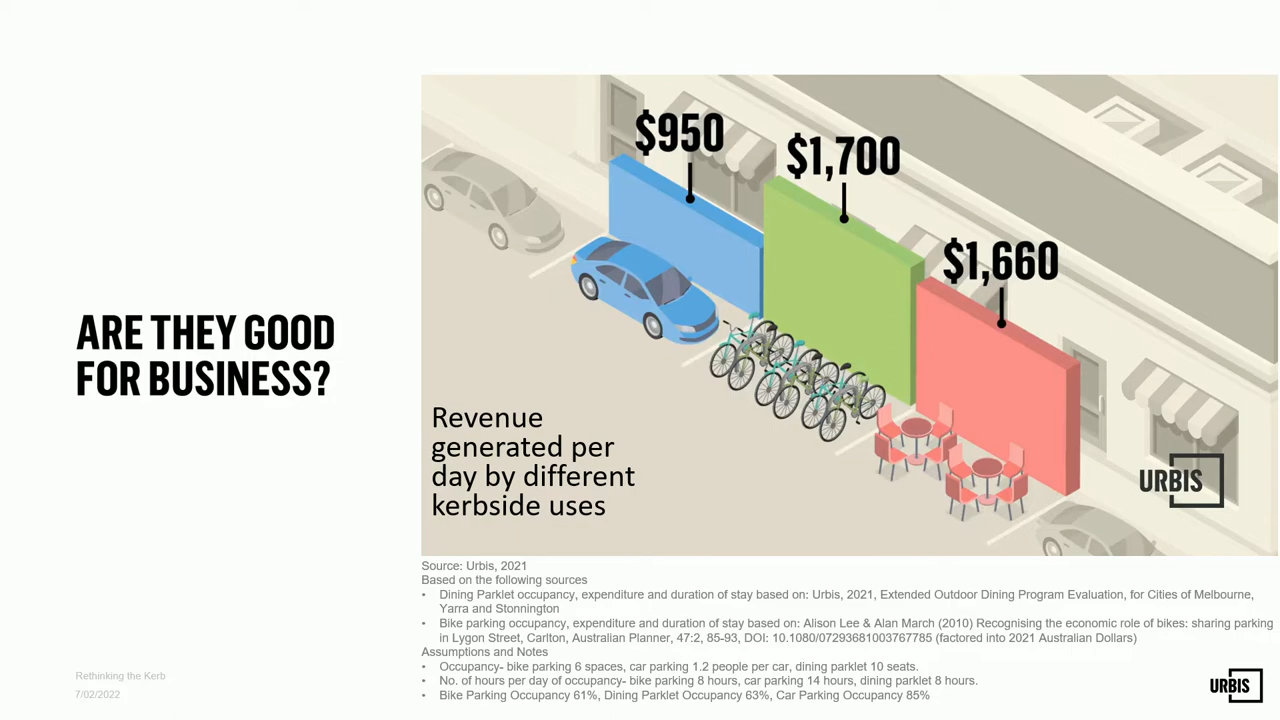 ARE THEY GOOD
FOR BUSINESS?
$950
$1,700
$1,660
Revenue
generated per
day by different
kerbside uses
URBIS
Source: Urbis, 2021
Based on the following sources
• Dining Parklet occupancy, expenditure and duration of stay based on: Urbis, 2021, Extended Outdoor Dining Program Evaluation, for Cities of Melbourne,
Yarra and Stonnington
• Bike parking occupancy, expenditure and duration of stay based on: Alison Lee & Alan March (2010) Recognising the economic role of bikes: sharing parking
in Lygon Street, Carlton, Australian Planner, 47:2, 85-93, DOI: 10.1080/07293681003767785 (factored into 2021 Australian Dollars)
Assumptions and Notes
• Occupancy- bike parking 6 spaces, car parking 1.2 people per car, dining parklet 10 seats.
• No. of hours per day of occupancy- bike parking 8 hours, car parking 14 hours, dining parklet 8 hours.
• Bike Parking Occupancy 61%, Dining Parklet Occupancy 63%, Car Parking Occupancy 85%
Rethinking the Kerb
7/02/2022
URBIS